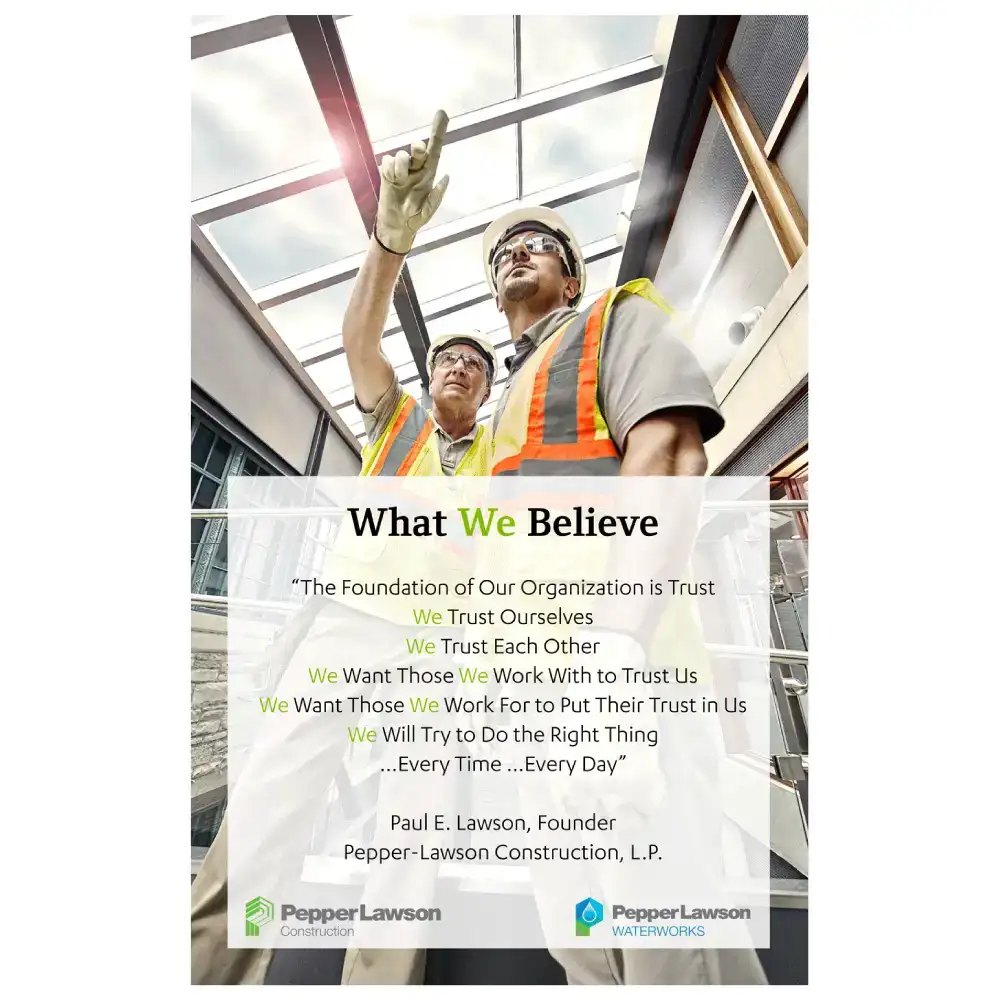 What We Believe
“The Foundation of Our Organization is Trust
We Trust Ourselves
We Trust Each Other
We Want Those We Work With to Trust Us
We Want Those We Work For to Put Their Trust in Us
We Will Try to Do the Right Thing
...Every Time ...Every Day”
Paul E. Lawson, Founder
Pepper-Lawson Construction, L.P.
PepperLawson
Construction
PepperLawson
WATERWORKS